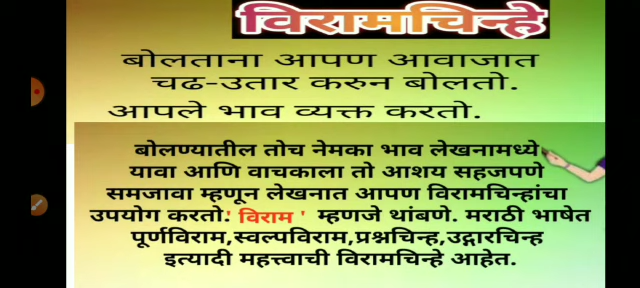 विरामचिन्हे
बोलताना आपण आवाजात
चढ-उतार करुन बोलतो.
आपले भाव व्यक्त करतो.
बोलण्यातील तोच नेमका भाव लेखनामध्ये
यावा आणि वाचकाला तो आशय सहजपणे
समजावा म्हणून लेखनात आपण विरामचिन्हांचा
उपयोग करतो.' विराम ' म्हणजे थांबणे. मराठी भाषेत
पूर्णविराम,स्वल्पविराम,प्रश्नचिन्ह,उद्गारचिन्ह
इत्यादी महत्त्वाची विरामचिन्हे आहेत.